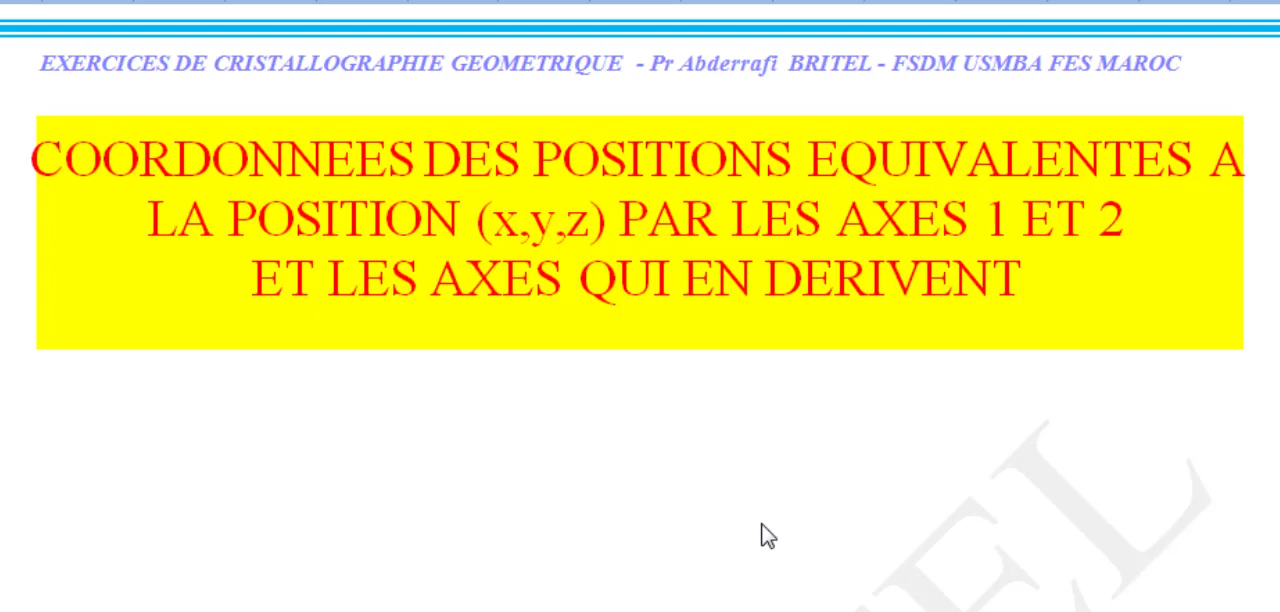 EXERCICES DE CRISTALLOGRAPHIE GEOMETRIQUE - Pr Abderrafi BRITEL - FSDM USMBA FES MAROC
COORDONNEES DES POSITIONS EQUIVALENTES A
LA POSITION (x,y,z) PAR LES AXES 1 ET 2
ET LES AXES QUI EN DERIVENT